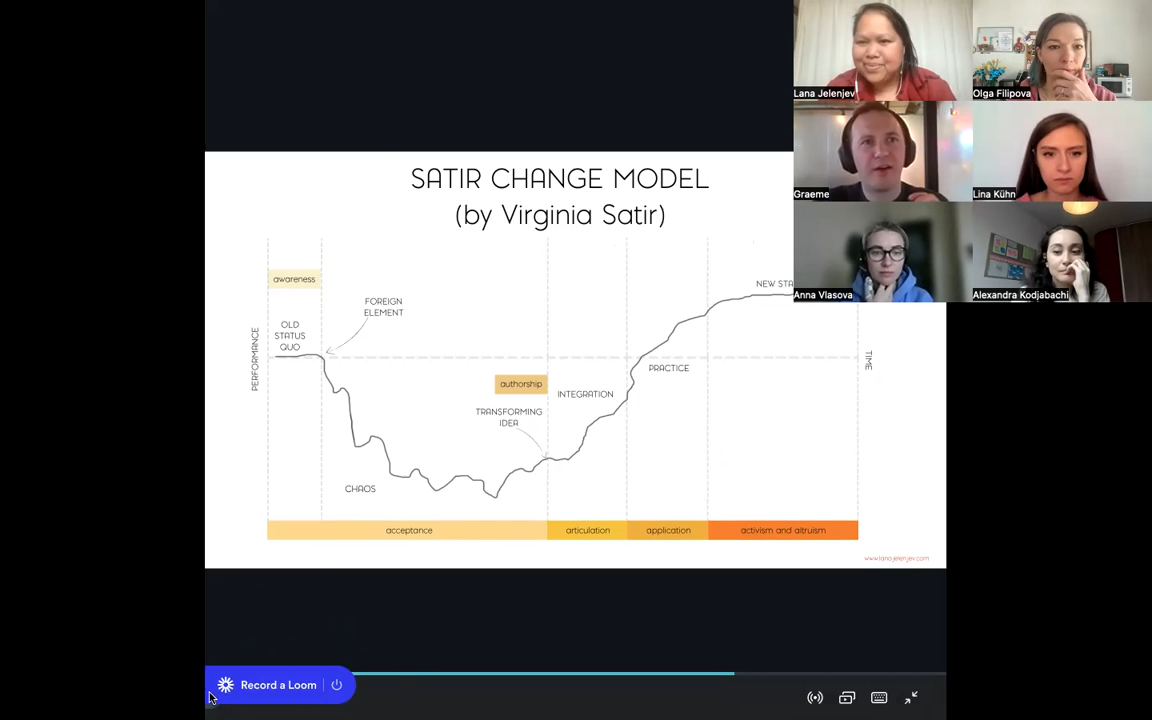 SATIR CHANGE MODEL
(by Virginia Satir)
awareness
FOREIGN
ELEMENT
OLD
STATUS
QUO
NEW STA
PERFORMANCE
TIME
PRACTICE
authorship
INTEGRATION
TRANSFORMING
IDEA
CHAOS
acceptance
articulation
application
activism and altruism
www.lanajelenjev.com
Lana Jelenjev
Olga Filipova
Graeme
Lina Kühn
Anna Vlasova
Alexandra Kodjabachi
Record a Loom